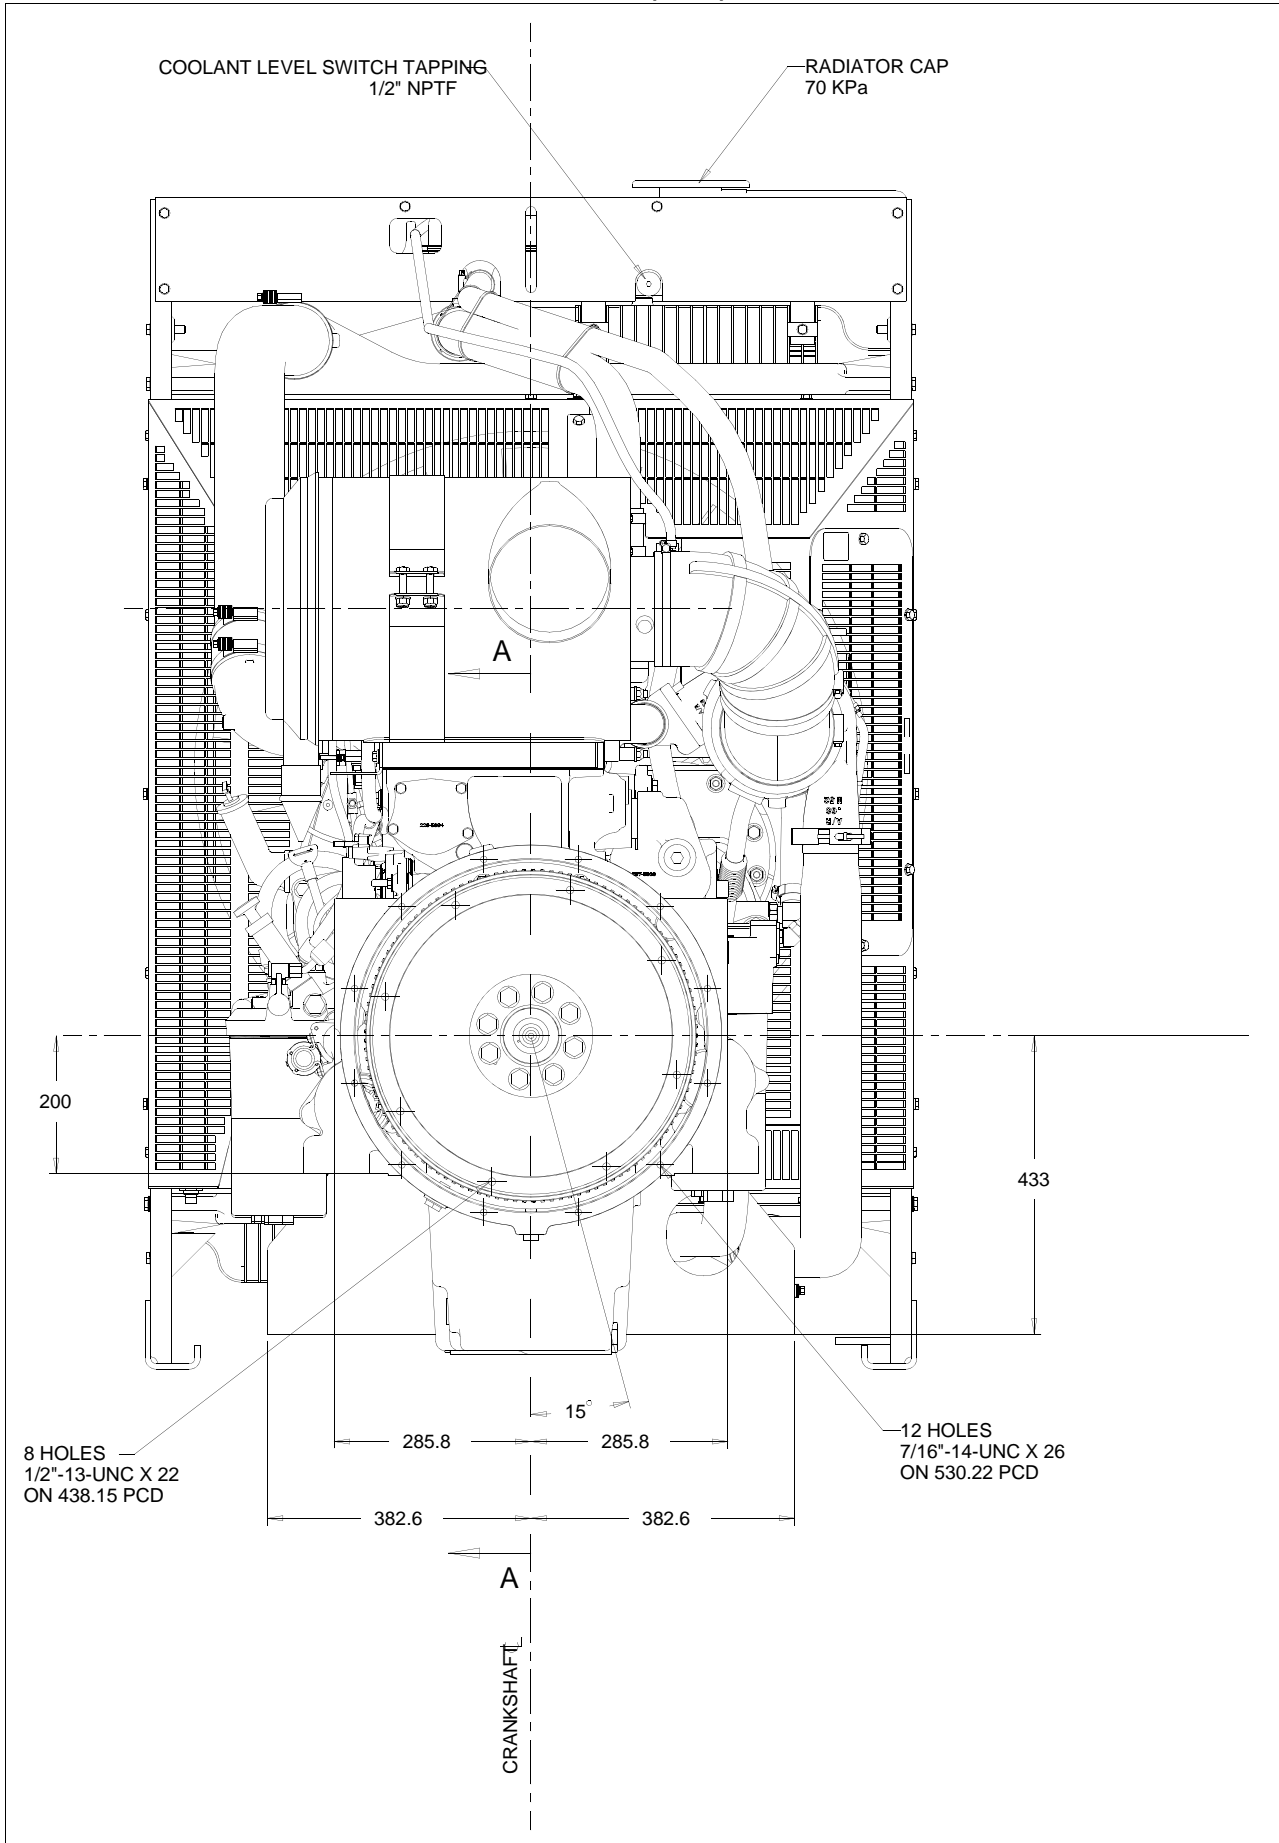 COOLANT LEVEL SWITCH TAPPING
1/2" NPTF
RADIATOR CAP
70 KPa
A
200
433
15°
285.8
285.8
8 HOLES
1/2"-13-UNC X 22
ON 438.15 PCD
12 HOLES
7/16"-14-UNC X 26
ON 530.22 PCD
382.6
382.6
A
CRANKSHAFT